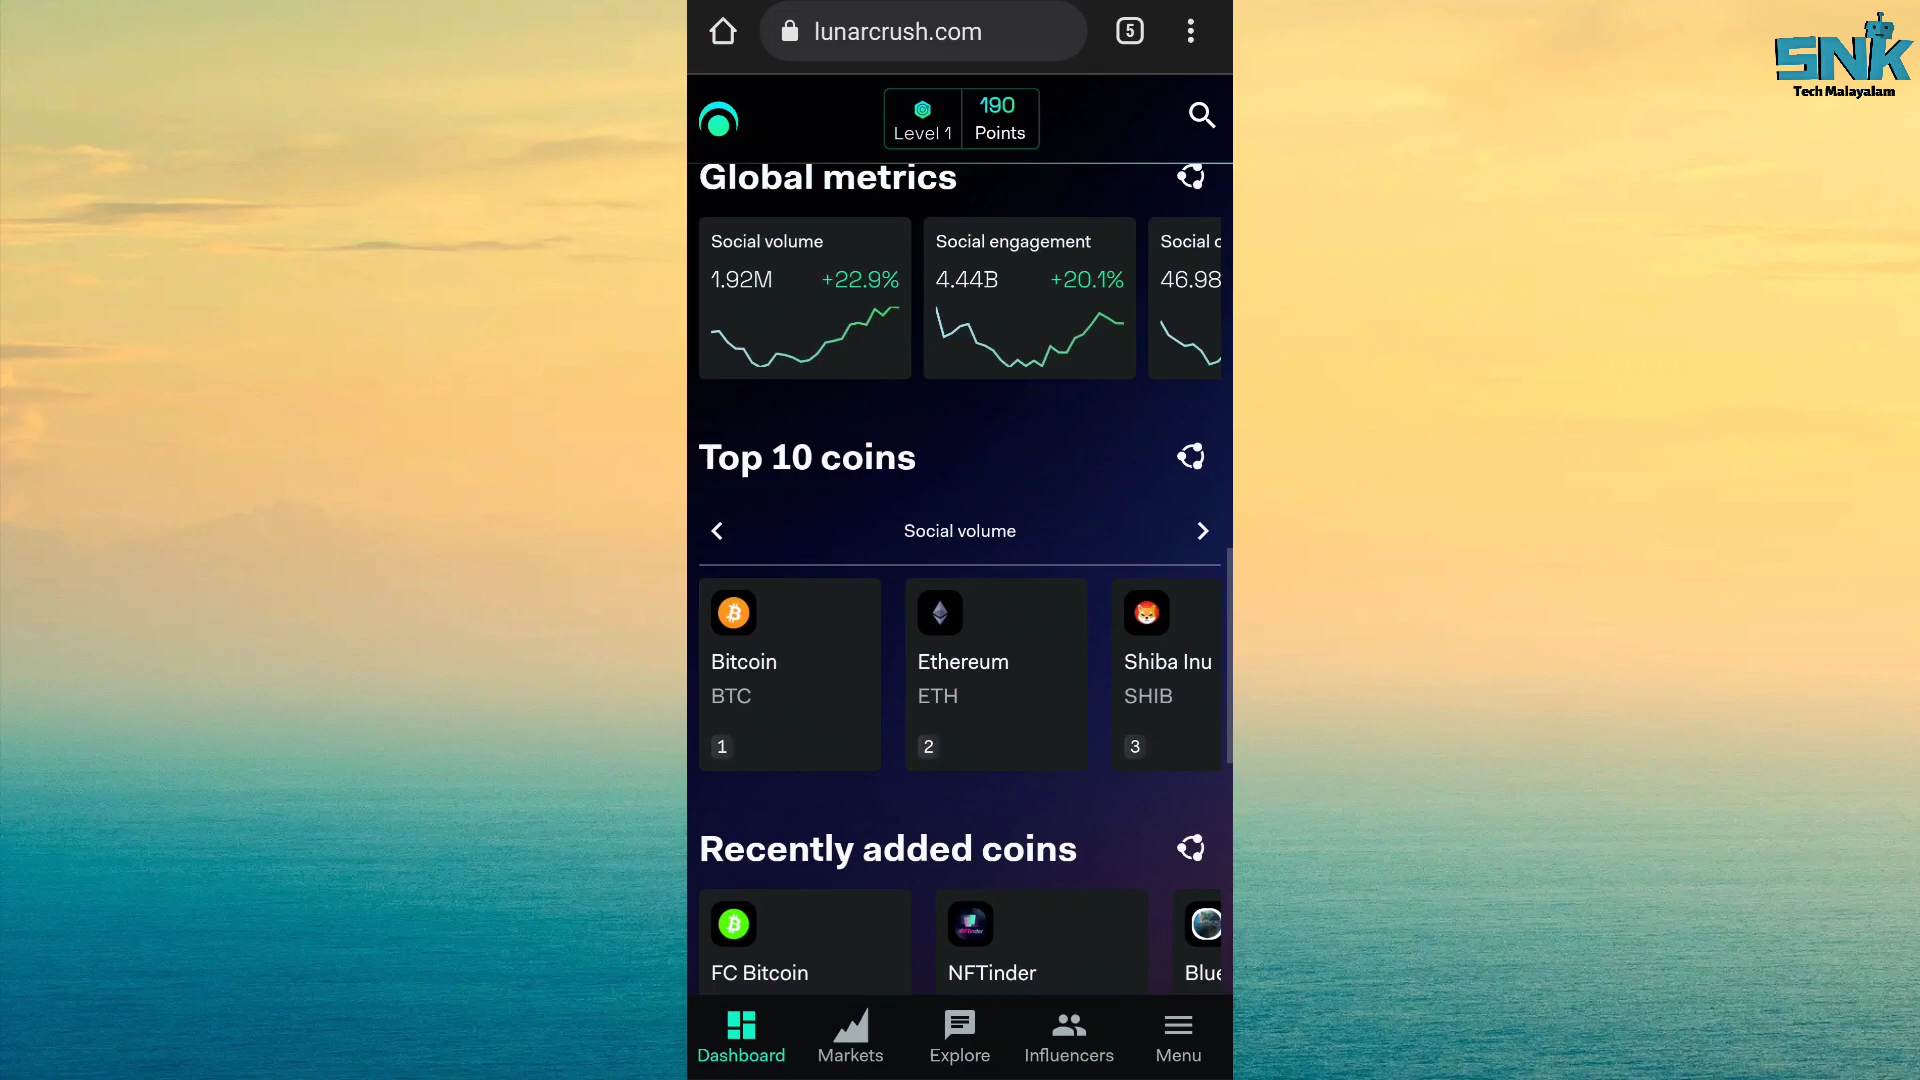 lunarcrush.com
5
SNK
Tech Malayalam
Level 1
190
Points
Global metrics
Social volume
1.92M +22.9%
Social engagement
4.44B +20.1%
Social c
46.98
Top 10 coins
Social volume
Bitcoin
BTC
1
Ethereum
ETH
2
Shiba Inu
SHIB
3
Recently added coins
FC Bitcoin
NFTinder
Blue
Dashboard
Markets
Explore
Influencers
Menu